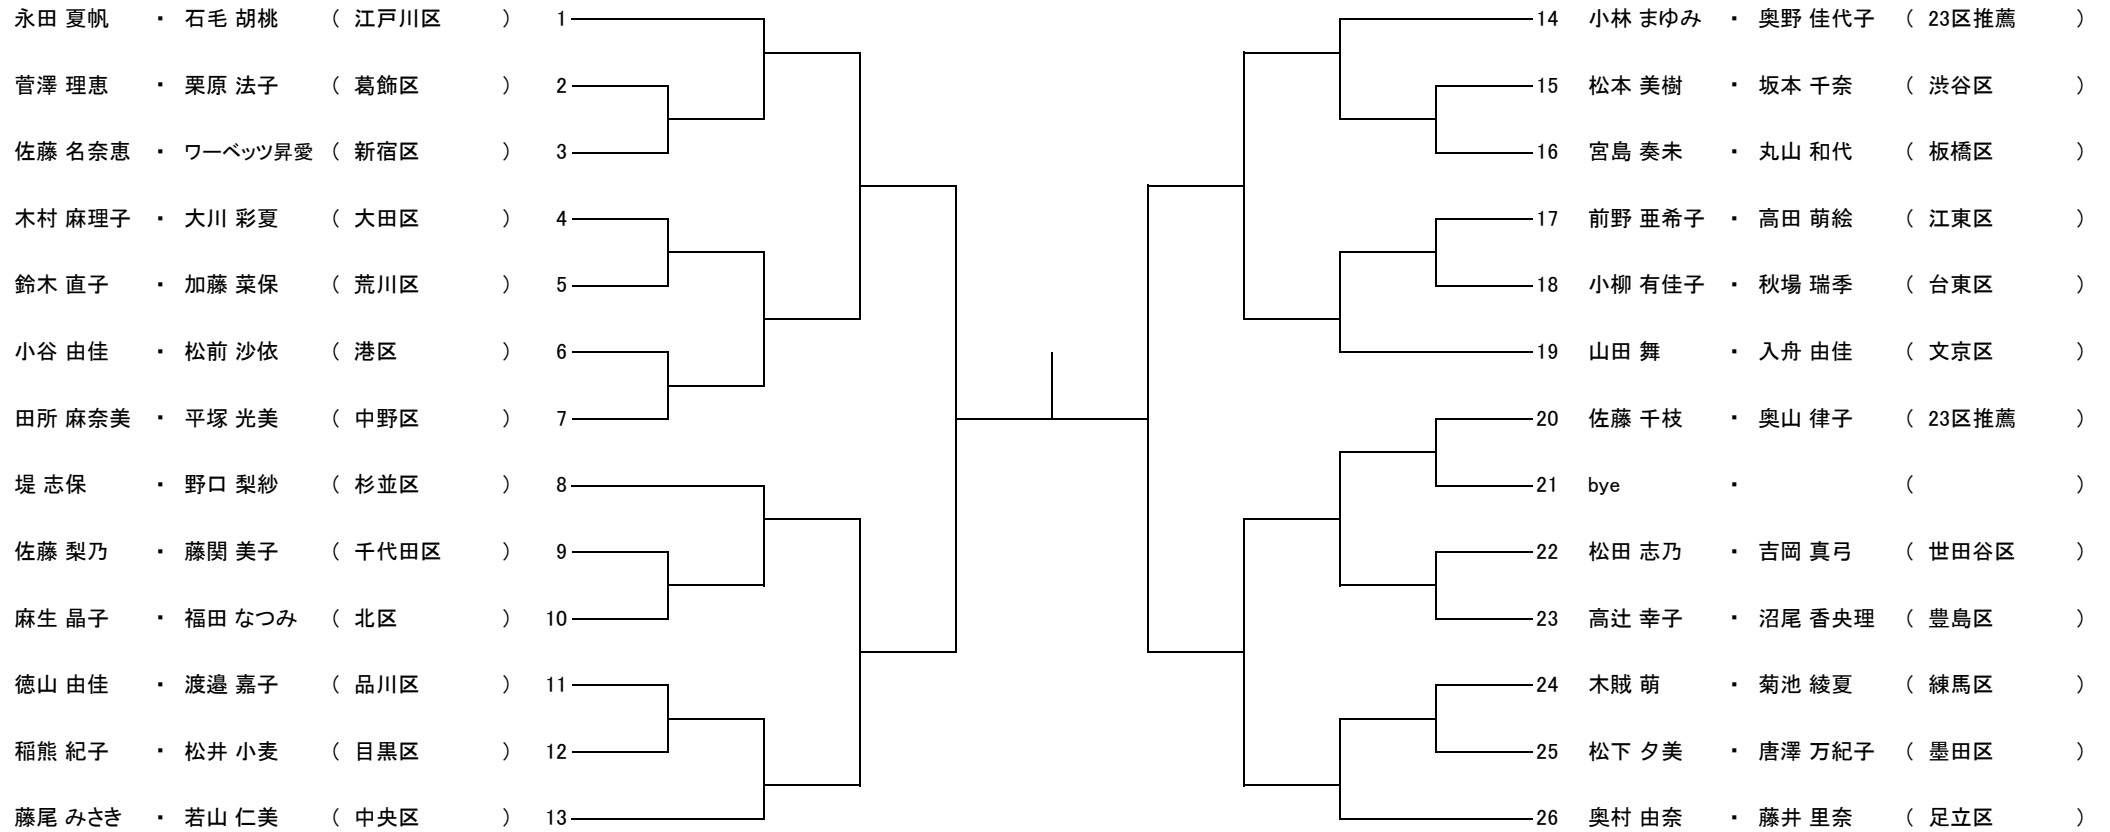 永田 夏帆 ・ 石毛 胡桃 （ 江戸川区 ） 1
菅澤 理恵 ・ 栗原 法子 （ 葛飾区 ） 2
佐藤 名奈恵 ・ ワーベッツ昇愛 （ 新宿区 ） 3
木村 麻理子 ・ 大川 彩夏 （ 大田区 ） 4
鈴木 直子 ・ 加藤 菜保 （ 荒川区 ） 5
小谷 由佳 ・ 松前 沙依 （ 港区 ） 6
田所 麻奈美 ・ 平塚 光美 （ 中野区 ） 7
堤 志保 ・ 野口 梨紗 （ 杉並区 ） 8
佐藤 梨乃 ・ 藤関 美子 （ 千代田区 ） 9
麻生 晶子 ・ 福田 なつみ （ 北区 ） 10
徳山 由佳 ・ 渡邉 嘉子 （ 品川区 ） 11
稲熊 紀子 ・ 松井 小麦 （ 目黒区 ） 12
藤尾 みさき ・ 若山 仁美 （ 中央区 ） 13
14 小林 まゆみ ・ 奥野 佳代子 （ 23区推薦 ）
15 松本 美樹 ・ 坂本 千奈 （ 渋谷区 ）
16 宮島 奏未 ・ 丸山 和代 （ 板橋区 ）
17 前野 亜希子 ・ 高田 萌絵 （ 江東区 ）
18 小柳 有佳子 ・ 秋場 瑞季 （ 台東区 ）
19 山田 舞 ・ 入舟 由佳 （ 文京区 ）
20 佐藤 千枝 ・ 奥山 律子 （ 23区推薦 ）
21 bye ・ （ ）
22 松田 志乃 ・ 吉岡 真弓 （ 世田谷区 ）
23 高辻 幸子 ・ 沼尾 香央理 （ 豊島区 ）
24 木賊 萌 ・ 菊池 綾夏 （ 練馬区 ）
25 松下 夕美 ・ 唐澤 万紀子 （ 墨田区 ）
26 奥村 由奈 ・ 藤井 里奈 （ 足立区 ）